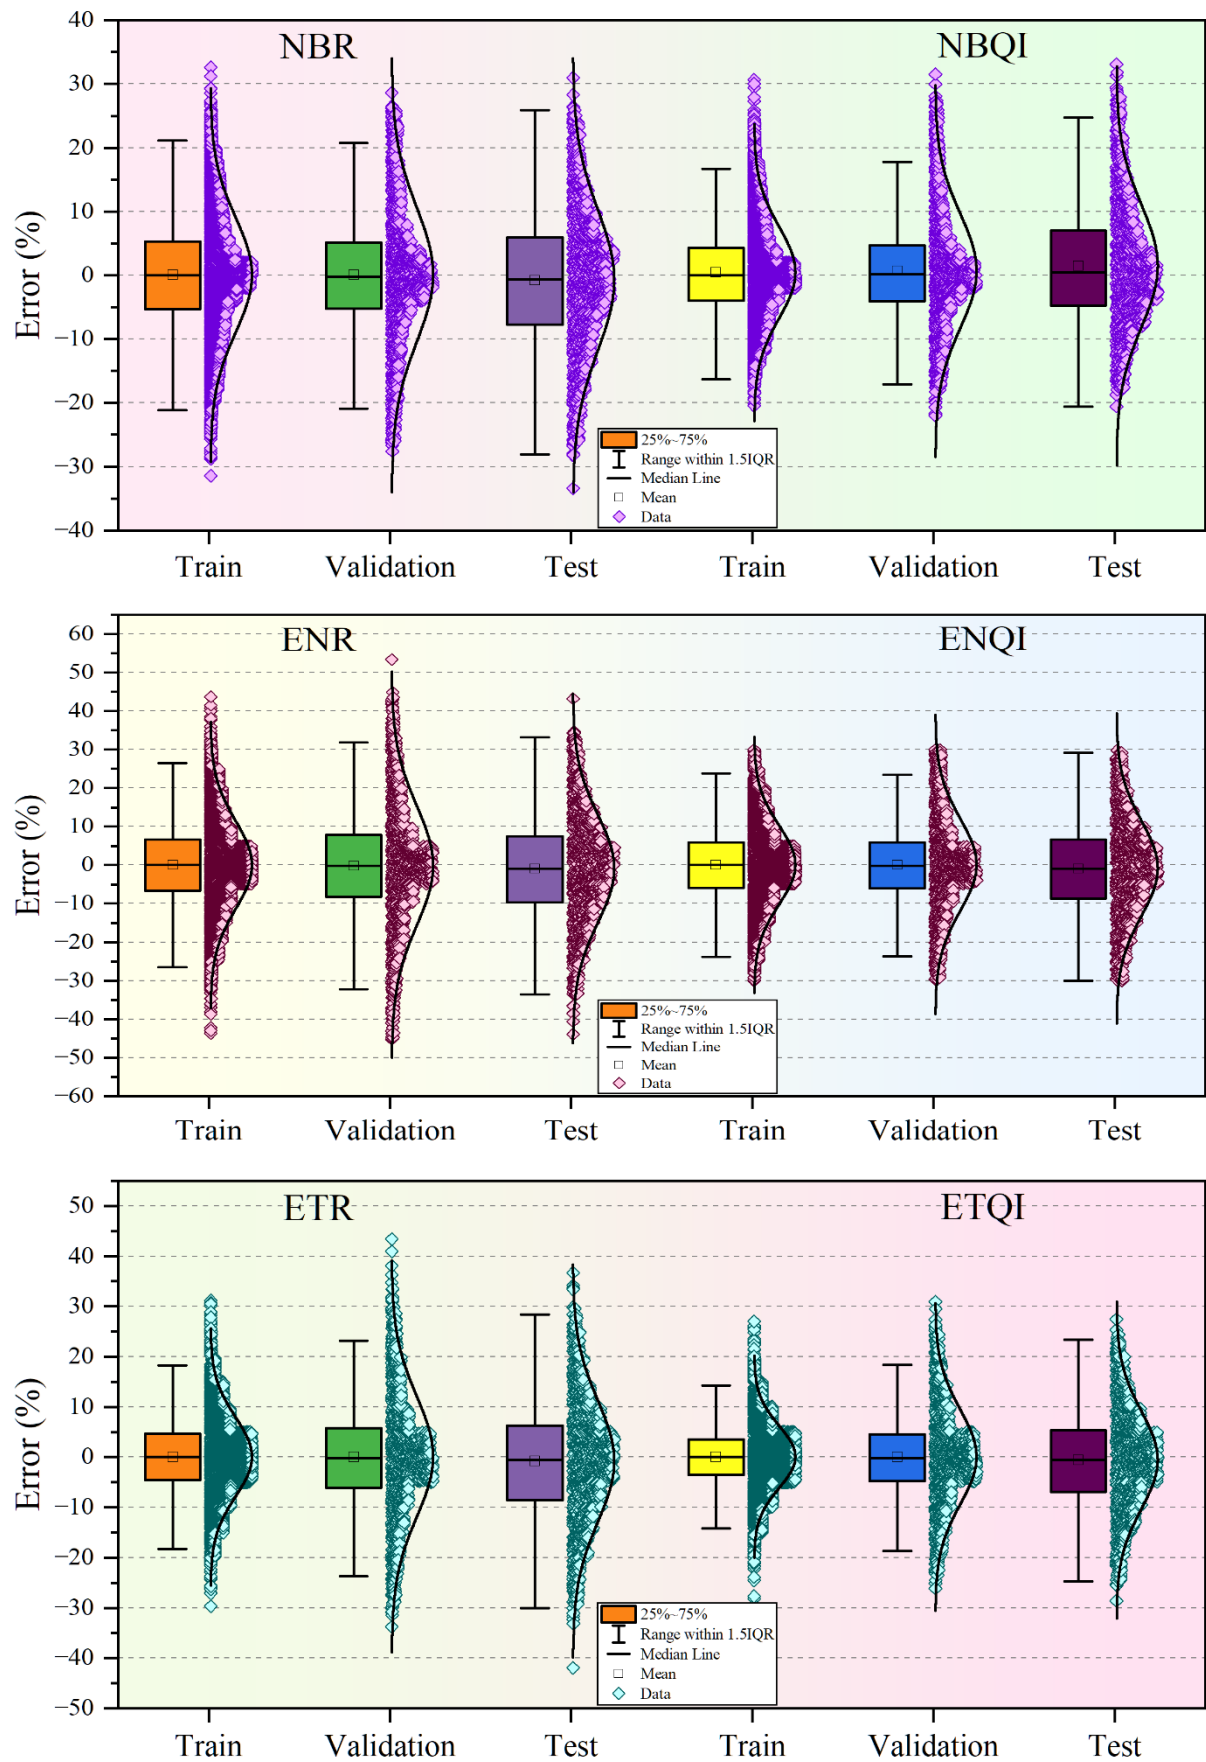 NBR NBQI
40
30
20
10
0
−10
−20
−30
−40
Error (%)
25%~75%
Range within 1.5IQR
Median Line
Mean
Data
Train Validation Test Train Validation Test
ENR ENQI
60
50
40
30
20
10
0
−10
−20
−30
−40
−50
−60
Error (%)
25%~75%
Range within 1.5IQR
Median Line
Mean
Data
Train Validation Test Train Validation Test
ETR ETQI
50
40
30
20
10
0
−10
−20
−30
−40
−50
Error (%)
25%~75%
Range within 1.5IQR
Median Line
Mean
Data
Train Validation Test Train Validation Test